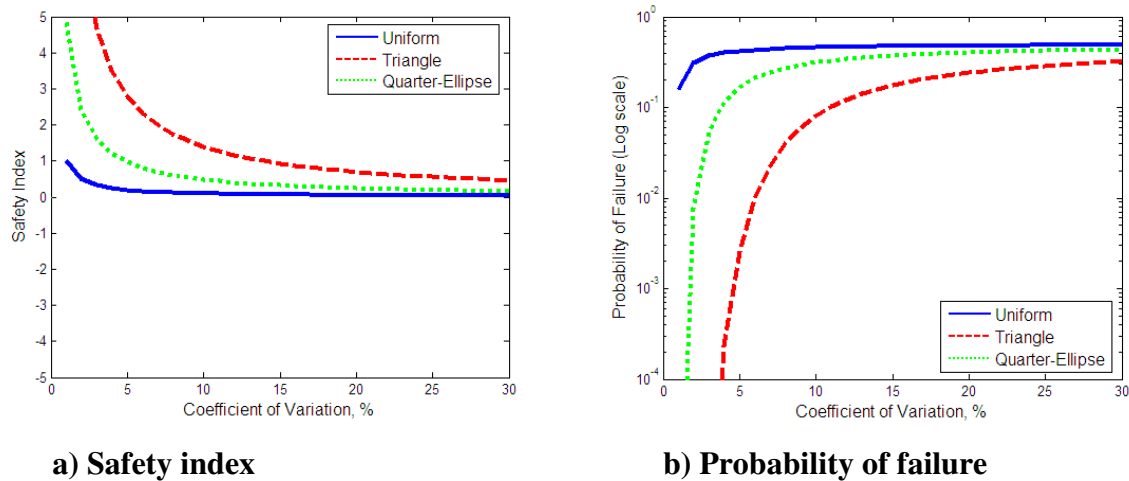 5
4
3
2
1
0
-1
-2
-3
-4
-5
Safety Index
Uniform
Triangle
Quarter-Ellipse
0 5 10 15 20 25 30
Coefficient of Variation, %
a) Safety index
10^0
10^-1
10^-2
10^-3
10^-4
Probability of Failure (Log scale)
Uniform
Triangle
Quarter-Ellipse
0 5 10 15 20 25 30
Coefficient of Variation, %
b) Probability of failure